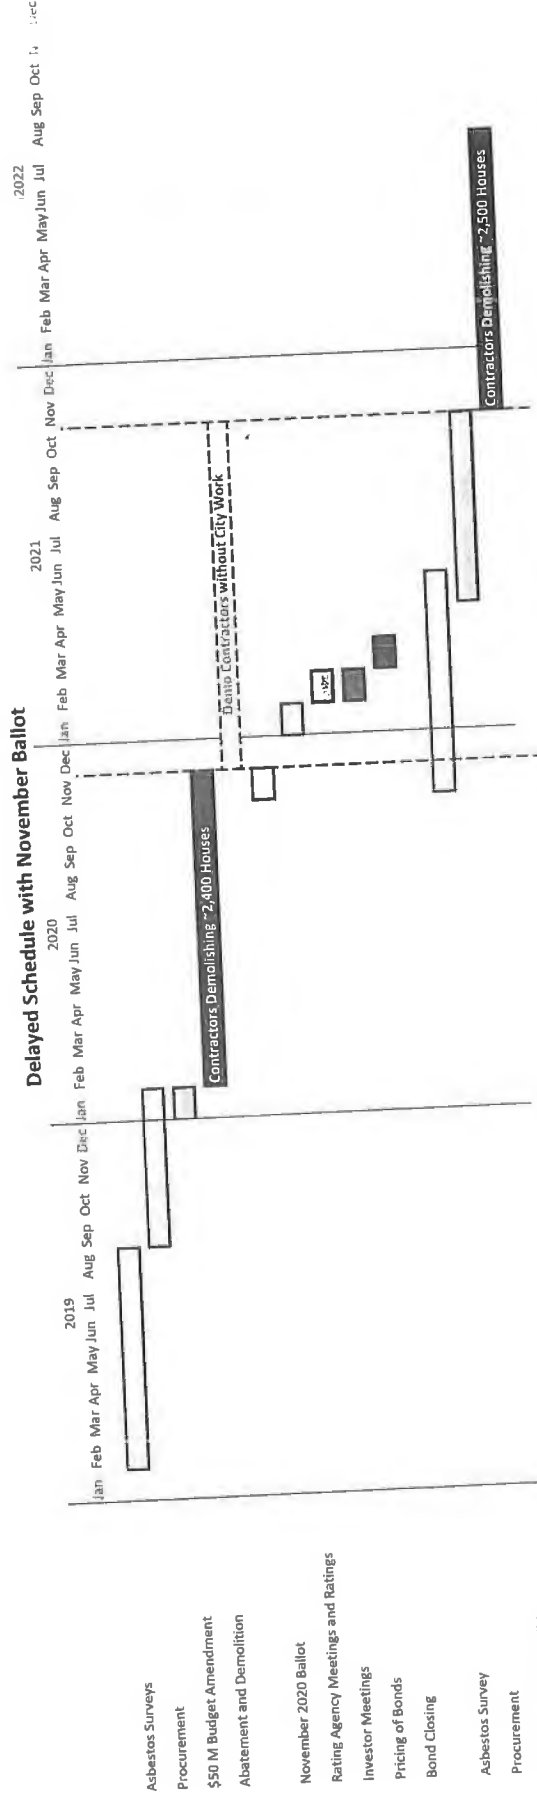 Delayed Schedule with November Ballot
2019
2020
2021
2022
Jan Feb Mar Apr May Jun Jul Aug Sep Oct Nov Dec Jan Feb Mar Apr May Jun Jul Aug Sep Oct Nov Dec Jan Feb Mar Apr May Jun Jul Aug Sep Oct Nov Dec Jan Feb Mar Apr May Jun Jul Aug Sep Oct
Asbestos Surveys
Procurement
$50 M Budget Amendment
Abatement and Demolition
Contractors Demolishing ~2,400 Houses
Demo Contractors without City Work
November 2020 Ballot
Rating Agency Meetings and Ratings
Investor Meetings
Pricing of Bonds
Bond Closing
Asbestos Survey
Procurement
Contractors Demolishing ~2,500 Houses